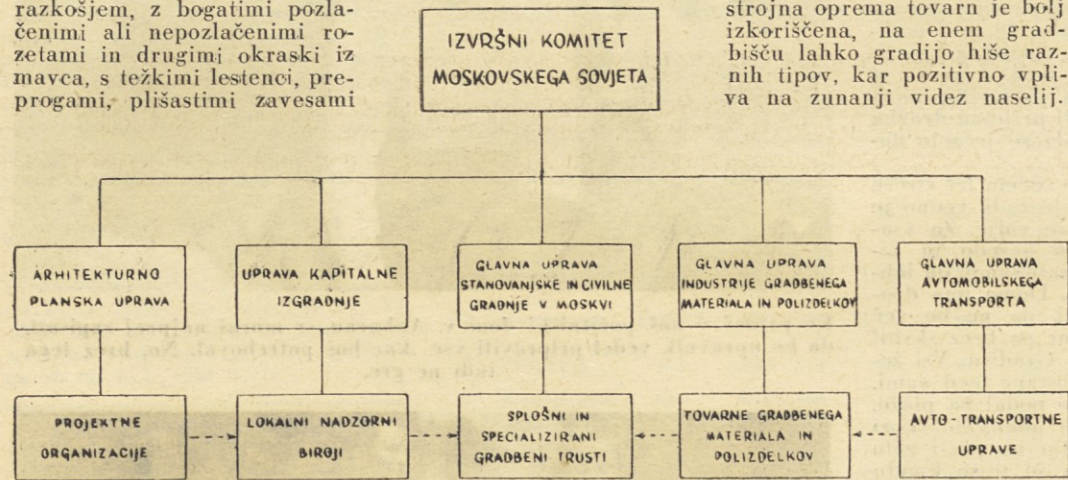 razkošjem, z bogatimi pozla-
čenimi ali nepozlačenimi ro-
zetami in drugimi okraski iz
mavca, s težkimi lestenci, pre-
progami, plišastimi zavesami
IZVRŠNI KOMITET
MOSKOVSKEGA SOVJETA
strojna oprema tovarn je bolj
izkoriščena, na enem grad-
bišču lahko gradijo hiše raz-
nih tipov, kar pozitivno vpli-
va na zunanji videz naselij.
ARHITEKTURNO
PLANSKA UPRAVA
UPRAVA KAPITALNE
IZGRADNJE
GLAVNA UPRAVA
STANOVANJSKE IN CIVILNE
GRADNJE V MOSKVI
GLAVNA UPRAVA
INDUSTRIJE GRADBENEGA
MATERIALA IN POLIZDELKOV
GLAVNA UPRAVA
AVTOMOBILSKEGA
TRANSPORTA
PROJEKTNE
ORGANIZACIJE
LOKALNI NADZORNI
BIROJI
SPLOŠNI IN
SPECIALIZIRANI
GRADBENI TRUSTI
TOVARNE GRADBENEGA
MATERIALA IN
POLIZDELKOV
AVTO-TRANSPORTNE
UPRAVE